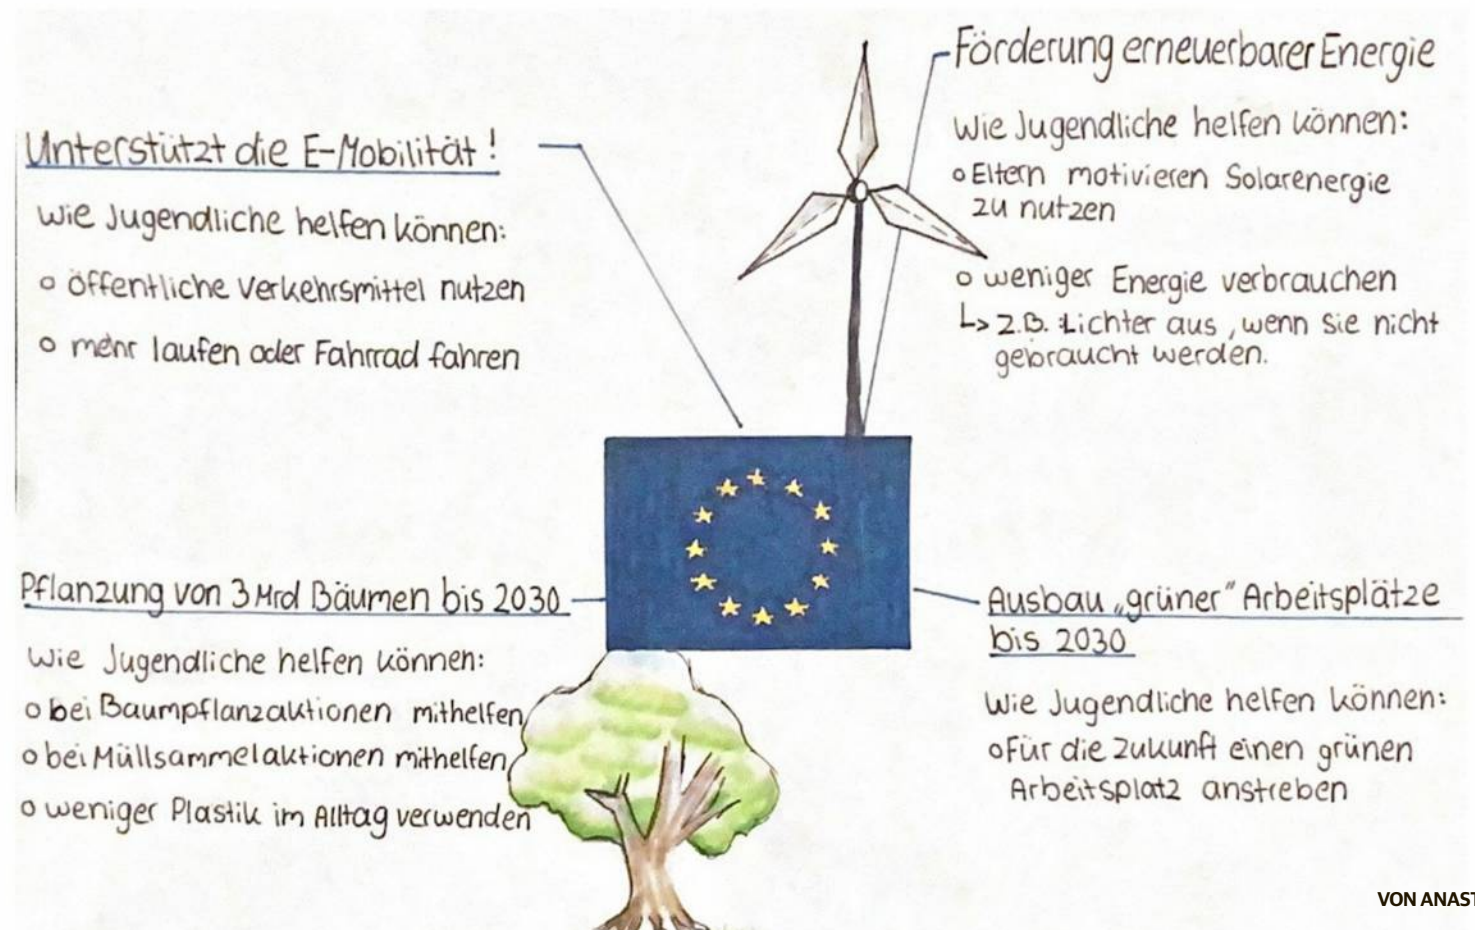 Unterstützt die E-Mobilität!
Wie Jugendliche helfen können:
o öffentliche Verkehrsmittel nutzen
o mehr laufen oder Fahrrad fahren
Förderung erneuerbarer Energie
Wie Jugendliche helfen können:
o Eltern motivieren Solarenergie
zu nutzen
o weniger Energie verbrauchen
↳ z.B. Lichter aus, wenn sie nicht
gebraucht werden.
Pflanzung von 3 Mrd Bäumen bis 2030
Wie Jugendliche helfen können:
o bei Baumpflanzaktionen mithelfen
o bei Müllsammelaktionen mithelfen
o weniger Plastik im Alltag verwenden
Ausbau „grüner" Arbeitsplätze
bis 2030
Wie Jugendliche helfen können:
o Für die Zukunft einen grünen
Arbeitsplatz anstreben
VON ANAST